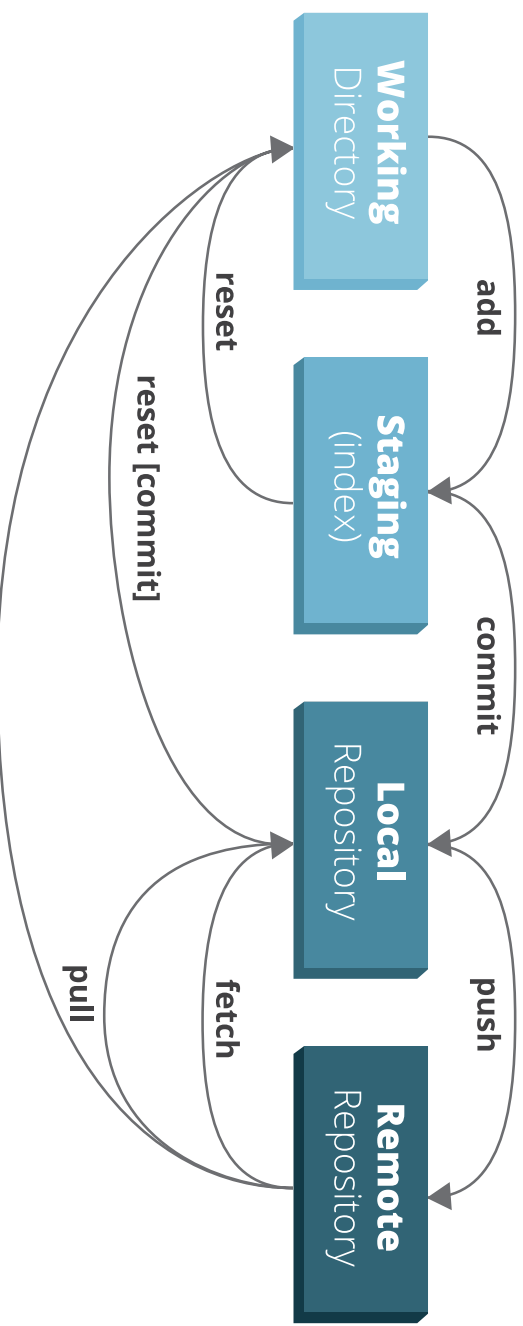 add
commit
push
Working
Directory
Staging
(index)
Local
Repository
Remote
Repository
reset
fetch
reset [commit]
pull